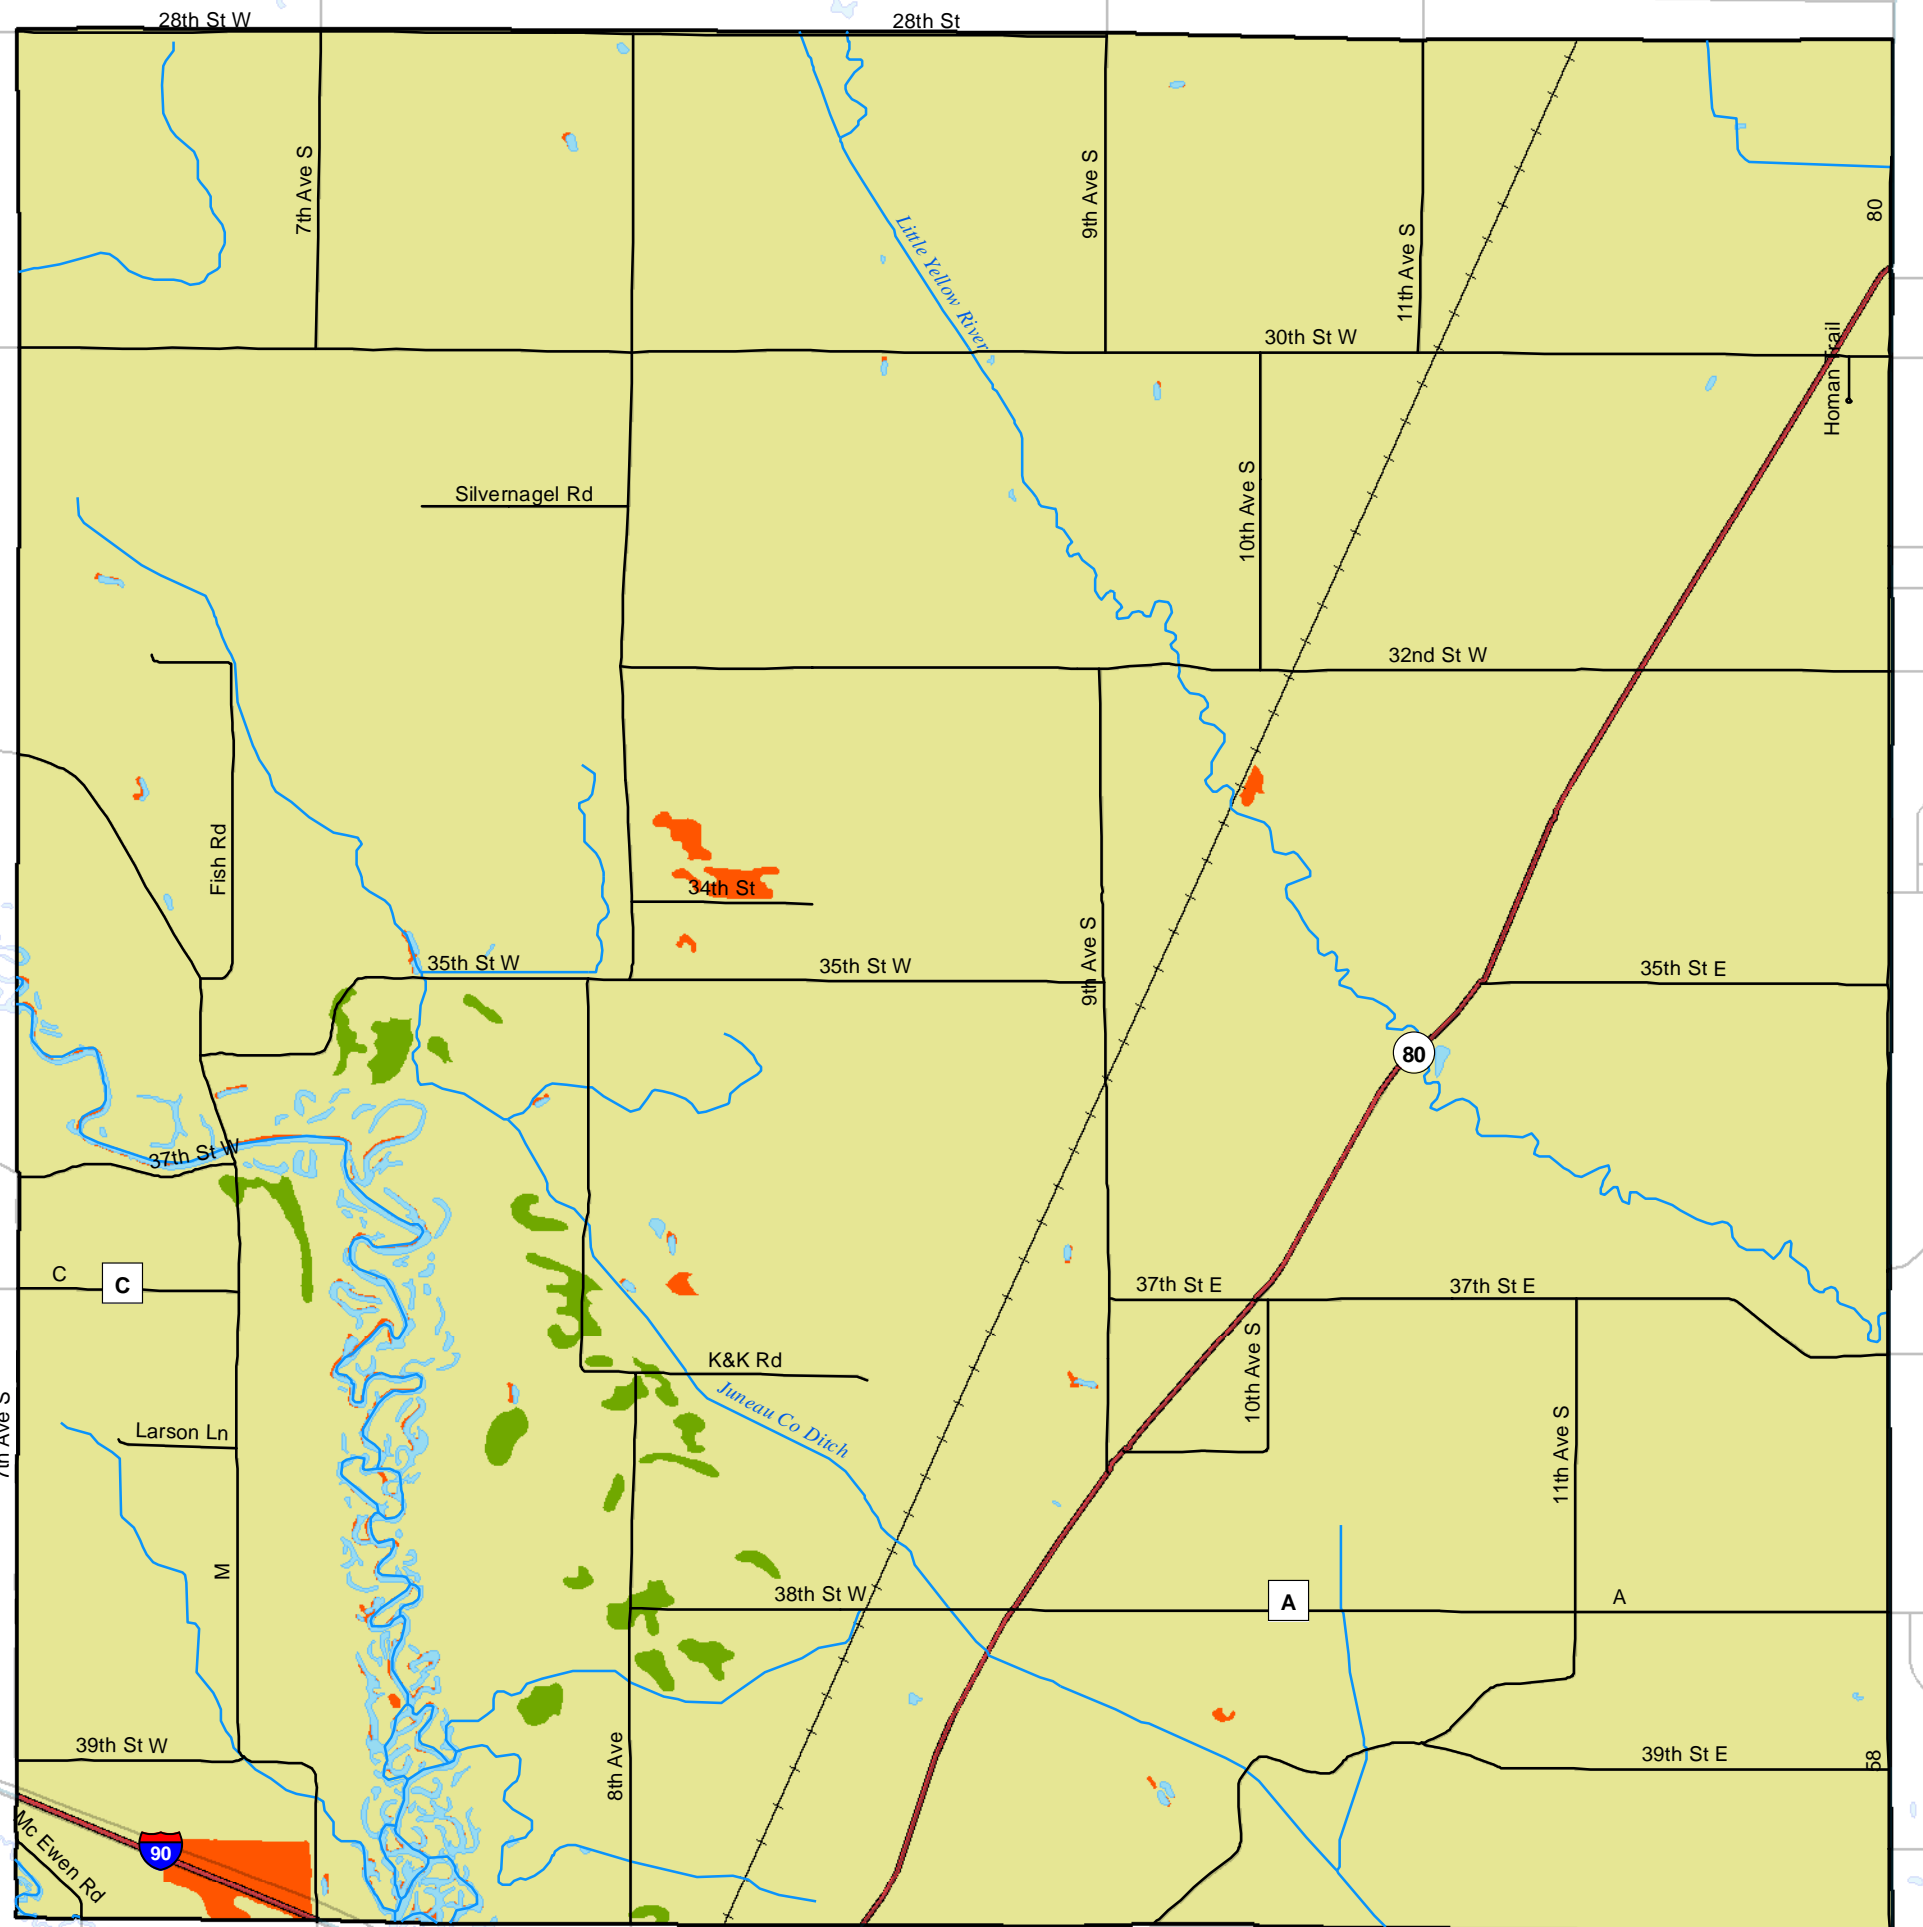 28th St W
28th St
7th Ave S
9th Ave S
80
Little Yellow River
11th Ave S
30th St W
Homan Trail
Silvernagel Rd
10th Ave S
32nd St W
Fish Rd
34th St
35th St W
35th St W
9th Ave S
35th St E
80
37th St W
C
C
37th St E
37th St E
10th Ave S
K&K Rd
Juneau Co Ditch
7th Ave S
Larson Ln
11th Ave S
M
38th St W
A
A
39th St W
8th Ave
39th St E
58
Mc Ewen Rd
90